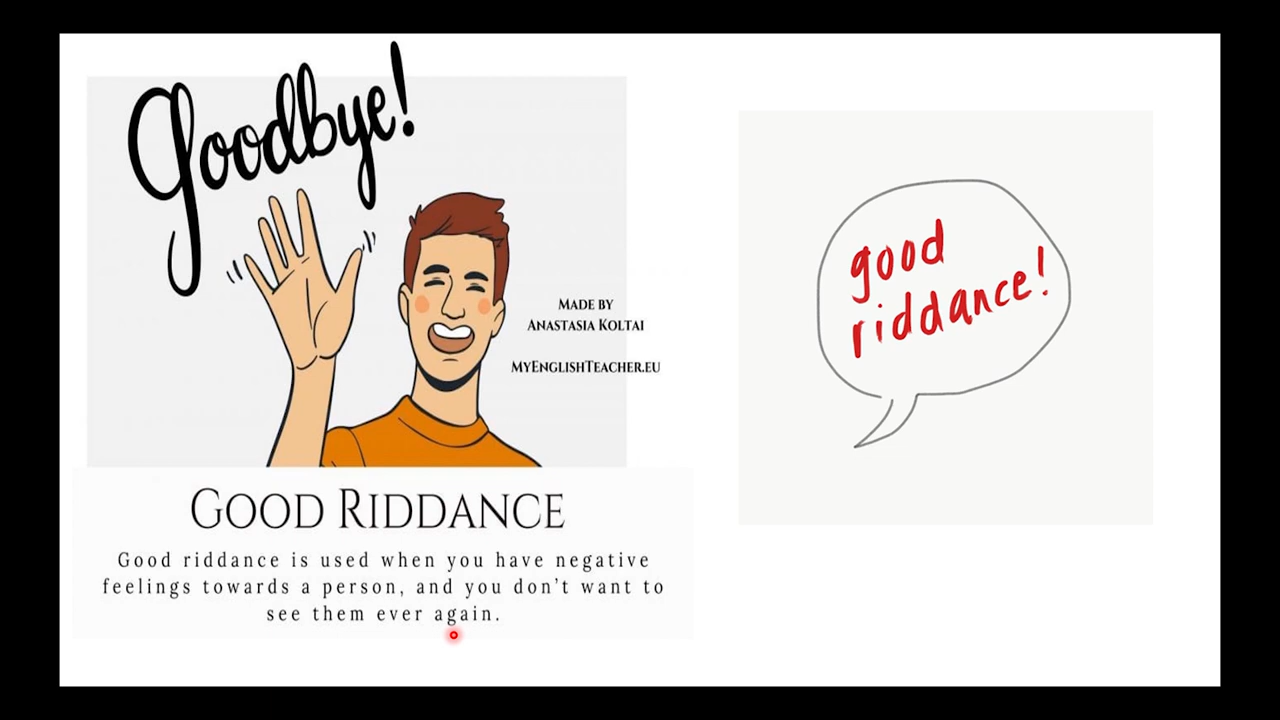 Goodbye!
MADE BY
ANASTASIA KOLTAI
MYENGLISHTEACHER.EU
GOOD RIDDANCE
Good riddance is used when you have negative
feelings towards a person, and you don't want to
see them ever again.
good
riddance!